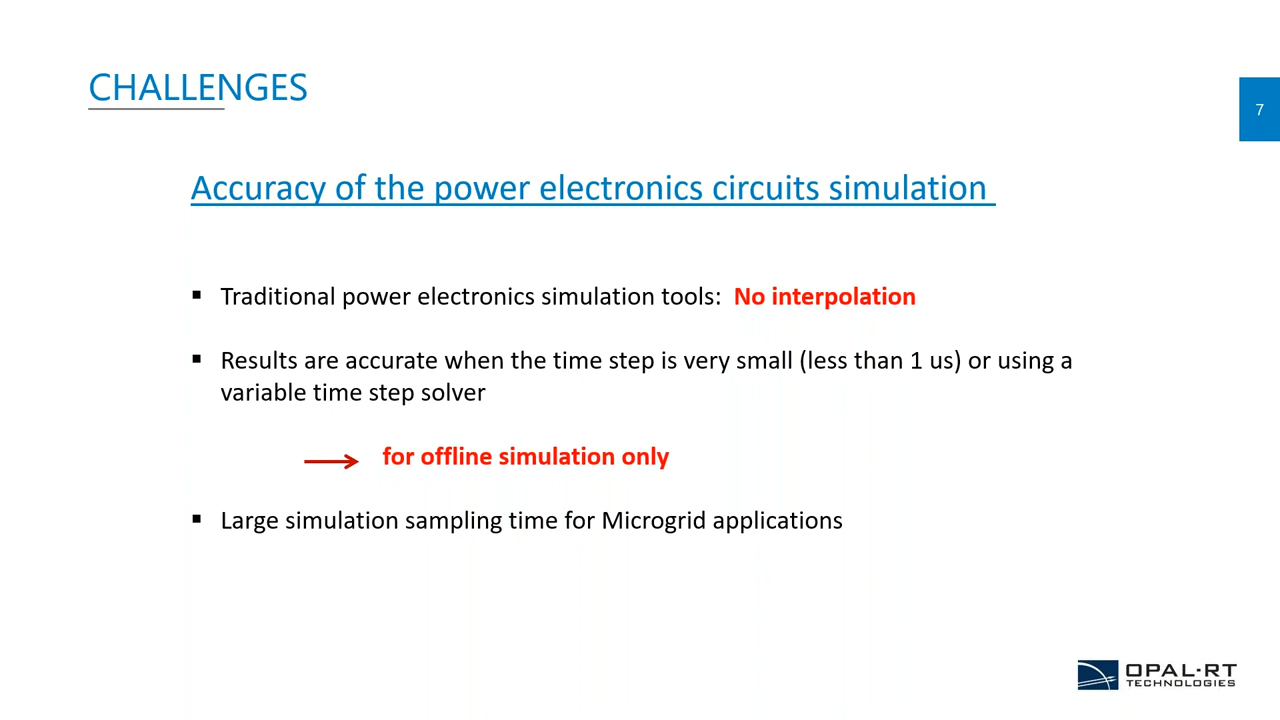 CHALLENGES
7
Accuracy of the power electronics circuits simulation
▪ Traditional power electronics simulation tools: No interpolation
▪ Results are accurate when the time step is very small (less than 1 us) or using a
variable time step solver
for offline simulation only
▪ Large simulation sampling time for Microgrid applications
OPAL-RT
TECHNOLOGIES